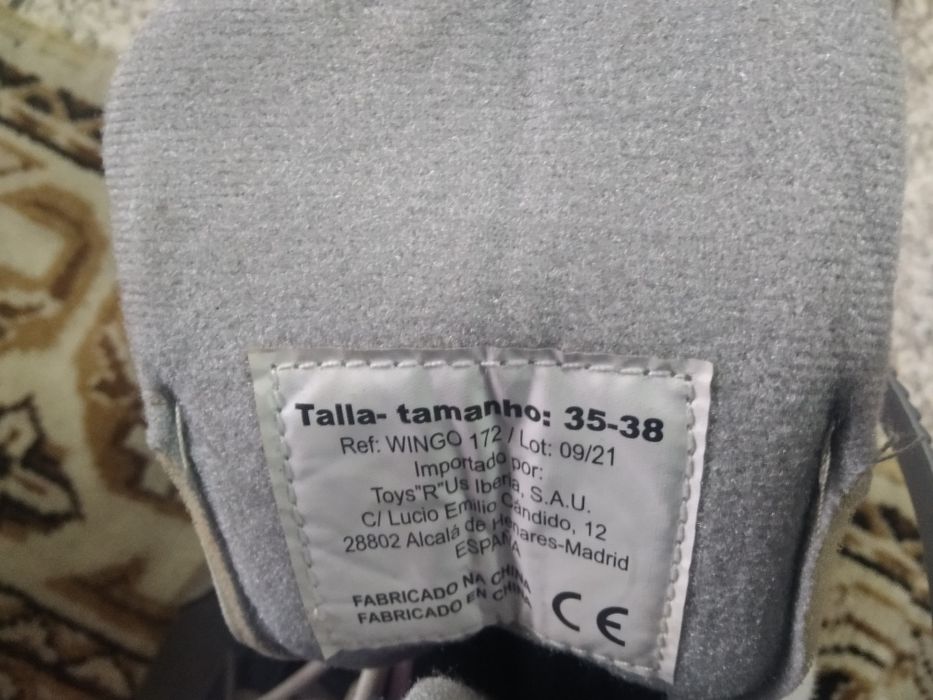 Talla- tamanho: 35-38
Ref: WINGO 172 / Lot: 09/21
Importado por:
Toys"R"Us Iberia, S.A.U.
C/ Lucio Emilio Cándido, 12
28802 Alcalá de Henares-Madrid
ESPAÑA
FABRICADO NA CHINA
FABRICADO EN CHINA
CE